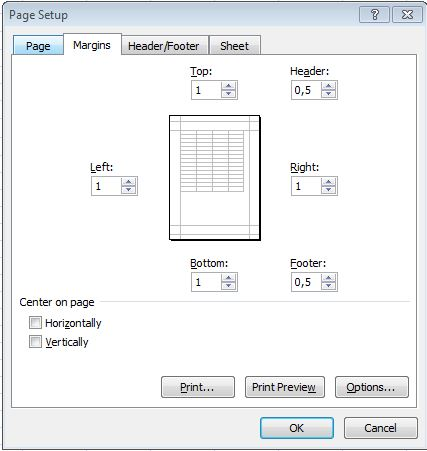 Page Setup
Page Margins Header/Footer Sheet
Top: Header:
1 0,5
Left: Right:
1 1
Bottom: Footer:
1 0,5
Center on page
Horizontally
Vertically
Print... Print Preview Options...
OK Cancel